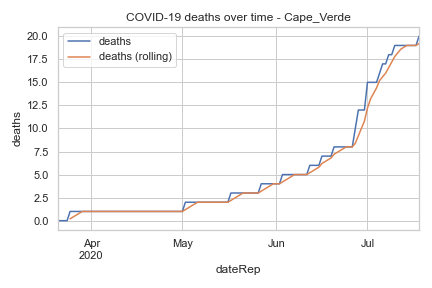 COVID-19 deaths over time - Cape_Verde
deaths
deaths (rolling)
20.0
17.5
15.0
12.5
10.0
7.5
5.0
2.5
0.0
deaths
Apr
2020
May
Jun
Jul
dateRep